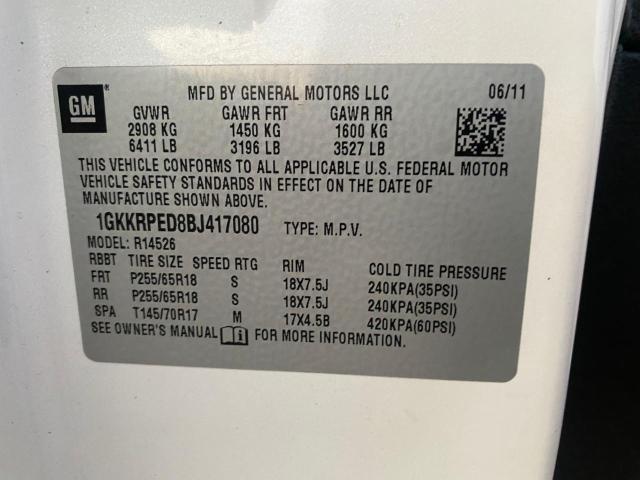 GM ® MFD BY GENERAL MOTORS LLC 06/11
GVWR GAWR FRT GAWR RR
2908 KG 1450 KG 1600 KG
6411 LB 3196 LB 3527 LB
THIS VEHICLE CONFORMS TO ALL APPLICABLE U.S. FEDERAL MOTOR
VEHICLE SAFETY STANDARDS IN EFFECT ON THE DATE OF
MANUFACTURE SHOWN ABOVE.
1GKKRPED8BJ417080 TYPE: M.P.V.
MODEL: R14526
RBBT TIRE SIZE SPEED RTG RIM COLD TIRE PRESSURE
FRT P255/65R18 S 18X7.5J 240KPA(35PSI)
RR P255/65R18 S 18X7.5J 240KPA(35PSI)
SPA T145/70R17 M 17X4.5B 420KPA(60PSI)
SEE OWNER'S MANUAL FOR MORE INFORMATION.